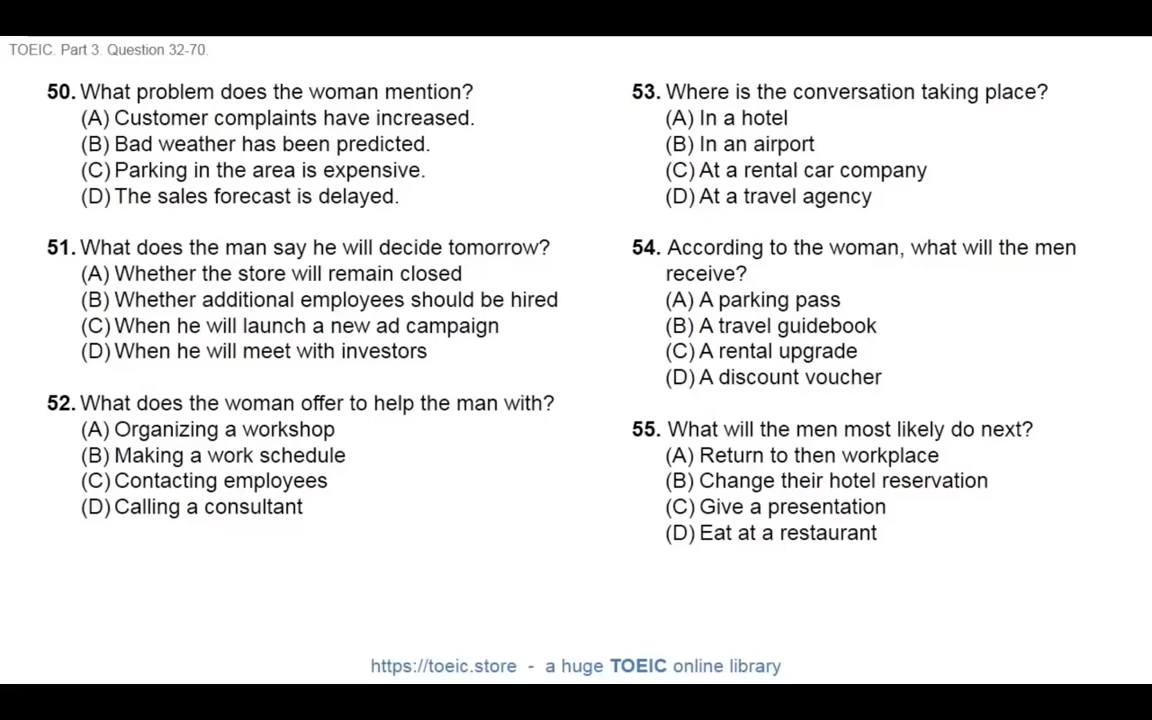 TOEIC. Part 3. Question 32-70.
50. What problem does the woman mention?
(A) Customer complaints have increased.
(B) Bad weather has been predicted.
(C) Parking in the area is expensive.
(D) The sales forecast is delayed.
51. What does the man say he will decide tomorrow?
(A) Whether the store will remain closed
(B) Whether additional employees should be hired
(C) When he will launch a new ad campaign
(D) When he will meet with investors
52. What does the woman offer to help the man with?
(A) Organizing a workshop
(B) Making a work schedule
(C) Contacting employees
(D) Calling a consultant
53. Where is the conversation taking place?
(A) In a hotel
(B) In an airport
(C) At a rental car company
(D) At a travel agency
54. According to the woman, what will the men
receive?
(A) A parking pass
(B) A travel guidebook
(C) A rental upgrade
(D) A discount voucher
55. What will the men most likely do next?
(A) Return to then workplace
(B) Change their hotel reservation
(C) Give a presentation
(D) Eat at a restaurant
https://toeic.store - a huge TOEIC online library